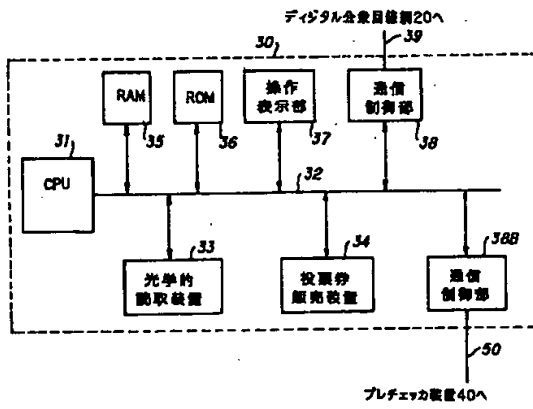 ディジタル公衆回線網20へ
39
30
RAM
35
ROM
36
操作
表示部
37
通信
制御部
38
31
CPU
32
33
光学的
読取装置
34
投票券
販売装置
38B
通信
制御部
50
プレチェッカ装置40へ